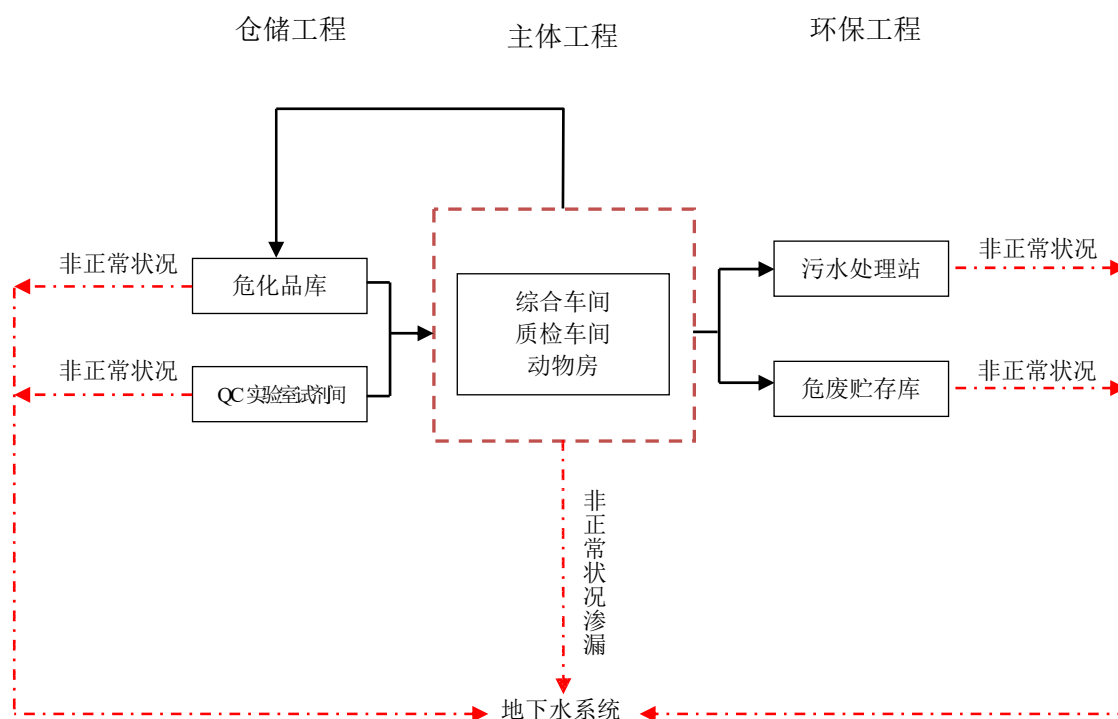 仓储工程
主体工程
环保工程
非正常状况
危化品库
非正常状况
QC实验室试剂间
综合车间
质检车间
动物房
污水处理站
非正常状况
危废贮存库
非正常状况
非正常状况渗漏
地下水系统